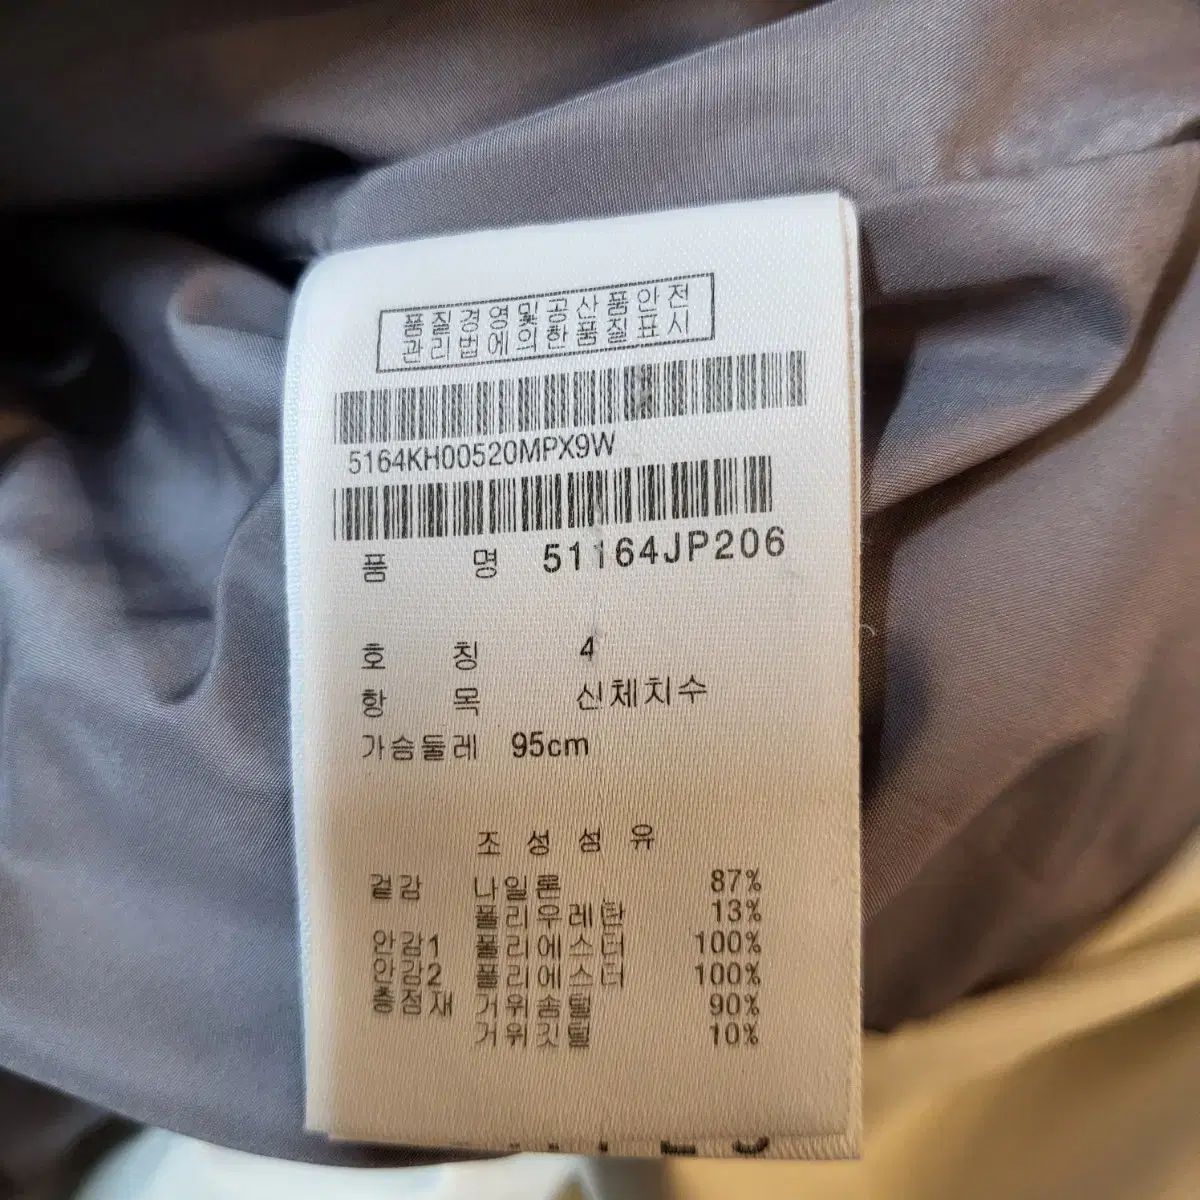 품질경영및공산품안전
관리법에의한품질표시
5164KH00520MPX9W
품 명 51164JP206
호 칭 4
항 목 신체치수
가슴둘레 95cm
조 성 섬 유
겉감 나일론 87%
폴리우레탄 13%
안감1 폴리에스더 100%
안감2 폴리에스더 100%
충점재 거위솜털 90%
거위깃털 10%